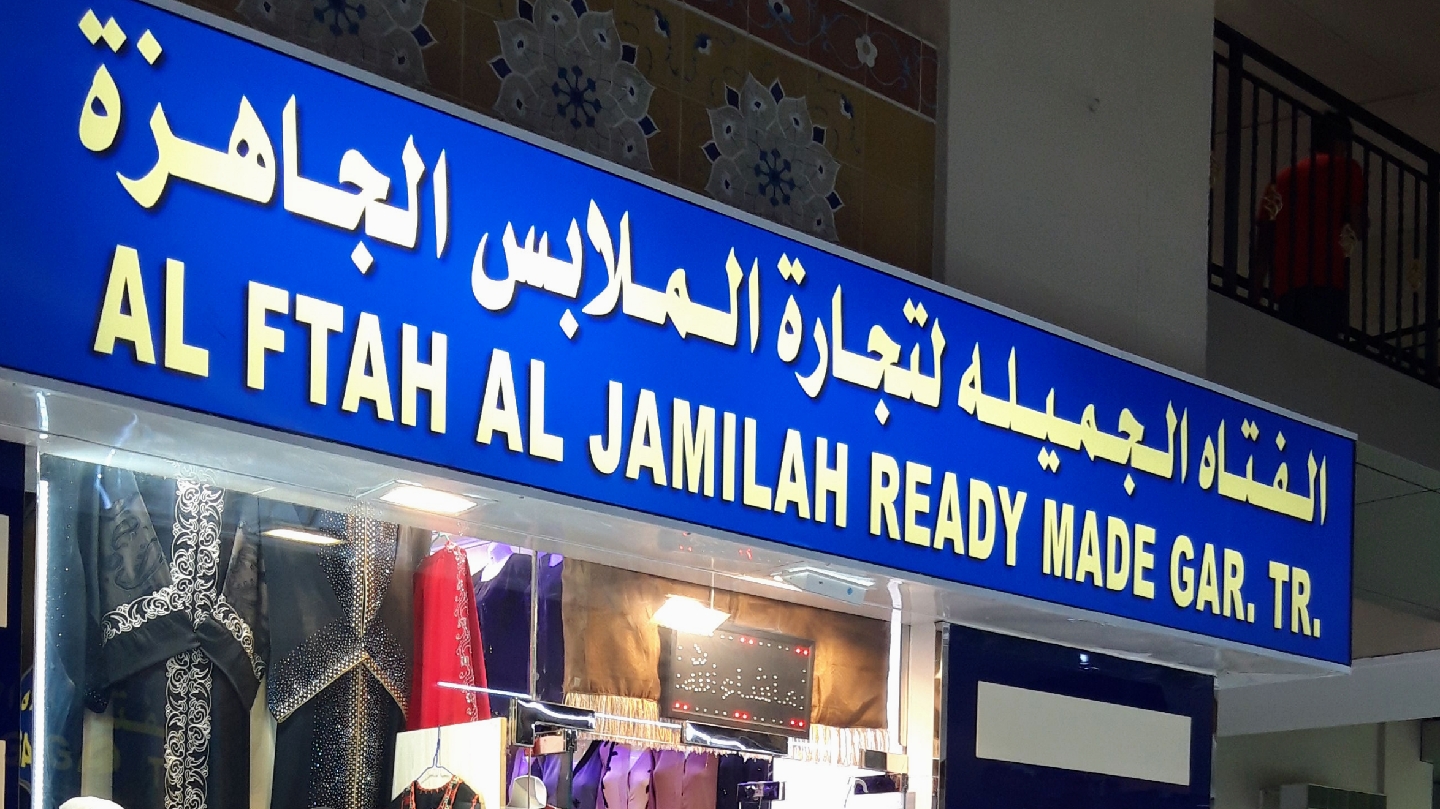 الفتاه الجميله لتجارة الملابس الجاهزة
AL FTAH AL JAMILAH READY MADE GAR. TR.